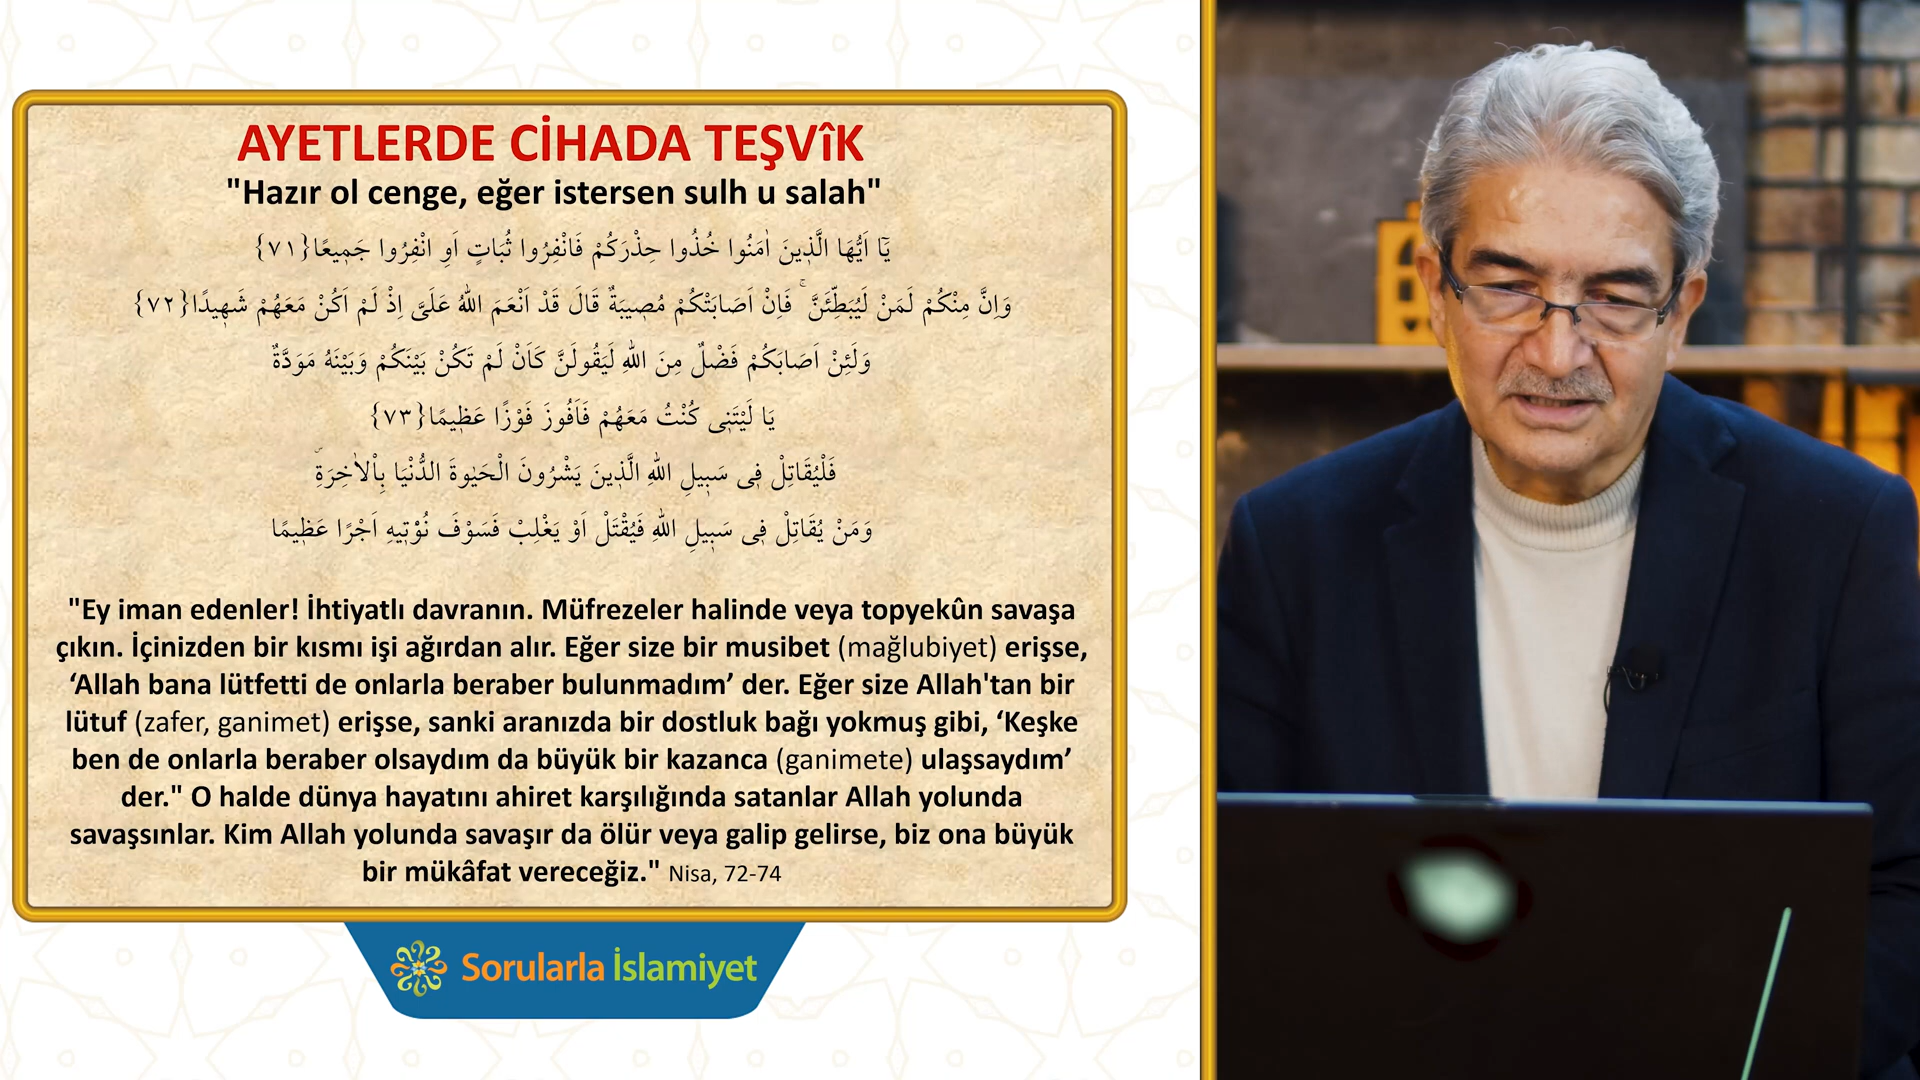 AYETLERDE CİHADA TEŞVîK
"Hazır ol cenge, eğer istersen sulh u salah"
يَٓا اَيُّهَا الَّذ۪ينَ اٰمَنُوا خُذُوا حِذْرَكُمْ فَانْفِرُوا ثُبَاتٍ اَوِ انْفِرُوا جَم۪يعًا{٧١}
وَاِنَّ مِنْكُمْ لَمَنْ لَيُبَطِّئَنَّ ۚ فَاِنْ اَصَابَتْكُمْ مُص۪يبَةٌ قَالَ قَدْ اَنْعَمَ اللّٰهُ عَلَيَّ اِذْ لَمْ اَكُنْ مَعَهُمْ شَه۪يدًا{٧٢}
وَلَئِنْ اَصَابَكُمْ فَضْلٌ مِنَ اللّٰهِ لَيَقُولَنَّ كَاَنْ لَمْ تَكُنْ بَيْنَكُمْ وَبَيْنَهُ مَوَدَّةٌ
يَا لَيْتَن۪ى كُنْتُ مَعَهُمْ فَاَفُوزَ فَوْزًا عَظ۪يمًا{٧٣}
فَلْيُقَاتِلْ ف۪ى سَب۪يلِ اللّٰهِ الَّذ۪ينَ يَشْرُونَ الْحَيٰوةَ الدُّنْيَا بِاْلاٰخِرَةِۜ
وَمَنْ يُقَاتِلْ ف۪ى سَب۪يلِ اللّٰهِ فَيُقْتَلْ اَوْ يَغْلِبْ فَسَوْفَ نُؤْت۪يهِ اَجْرًا عَظ۪يمًا
"Ey iman edenler! İhtiyatlı davranın. Müfrezeler halinde veya topyekûn savaşa
çıkın. İçinizden bir kısmı işi ağırdan alır. Eğer size bir musibet (mağlubiyet) erişse,
‘Allah bana lütfetti de onlarla beraber bulunmadım’ der. Eğer size Allah'tan bir
lütuf (zafer, ganimet) erişse, sanki aranızda bir dostluk bağı yokmuş gibi, ‘Keşke
ben de onlarla beraber olsaydım da büyük bir kazanca (ganimete) ulaşsaydım’
der." O halde dünya hayatını ahiret karşılığında satanlar Allah yolunda
savaşsınlar. Kim Allah yolunda savaşır da ölür veya galip gelirse, biz ona büyük
bir mükâfat vereceğiz." Nisa, 72-74
Sorularla İslamiyet